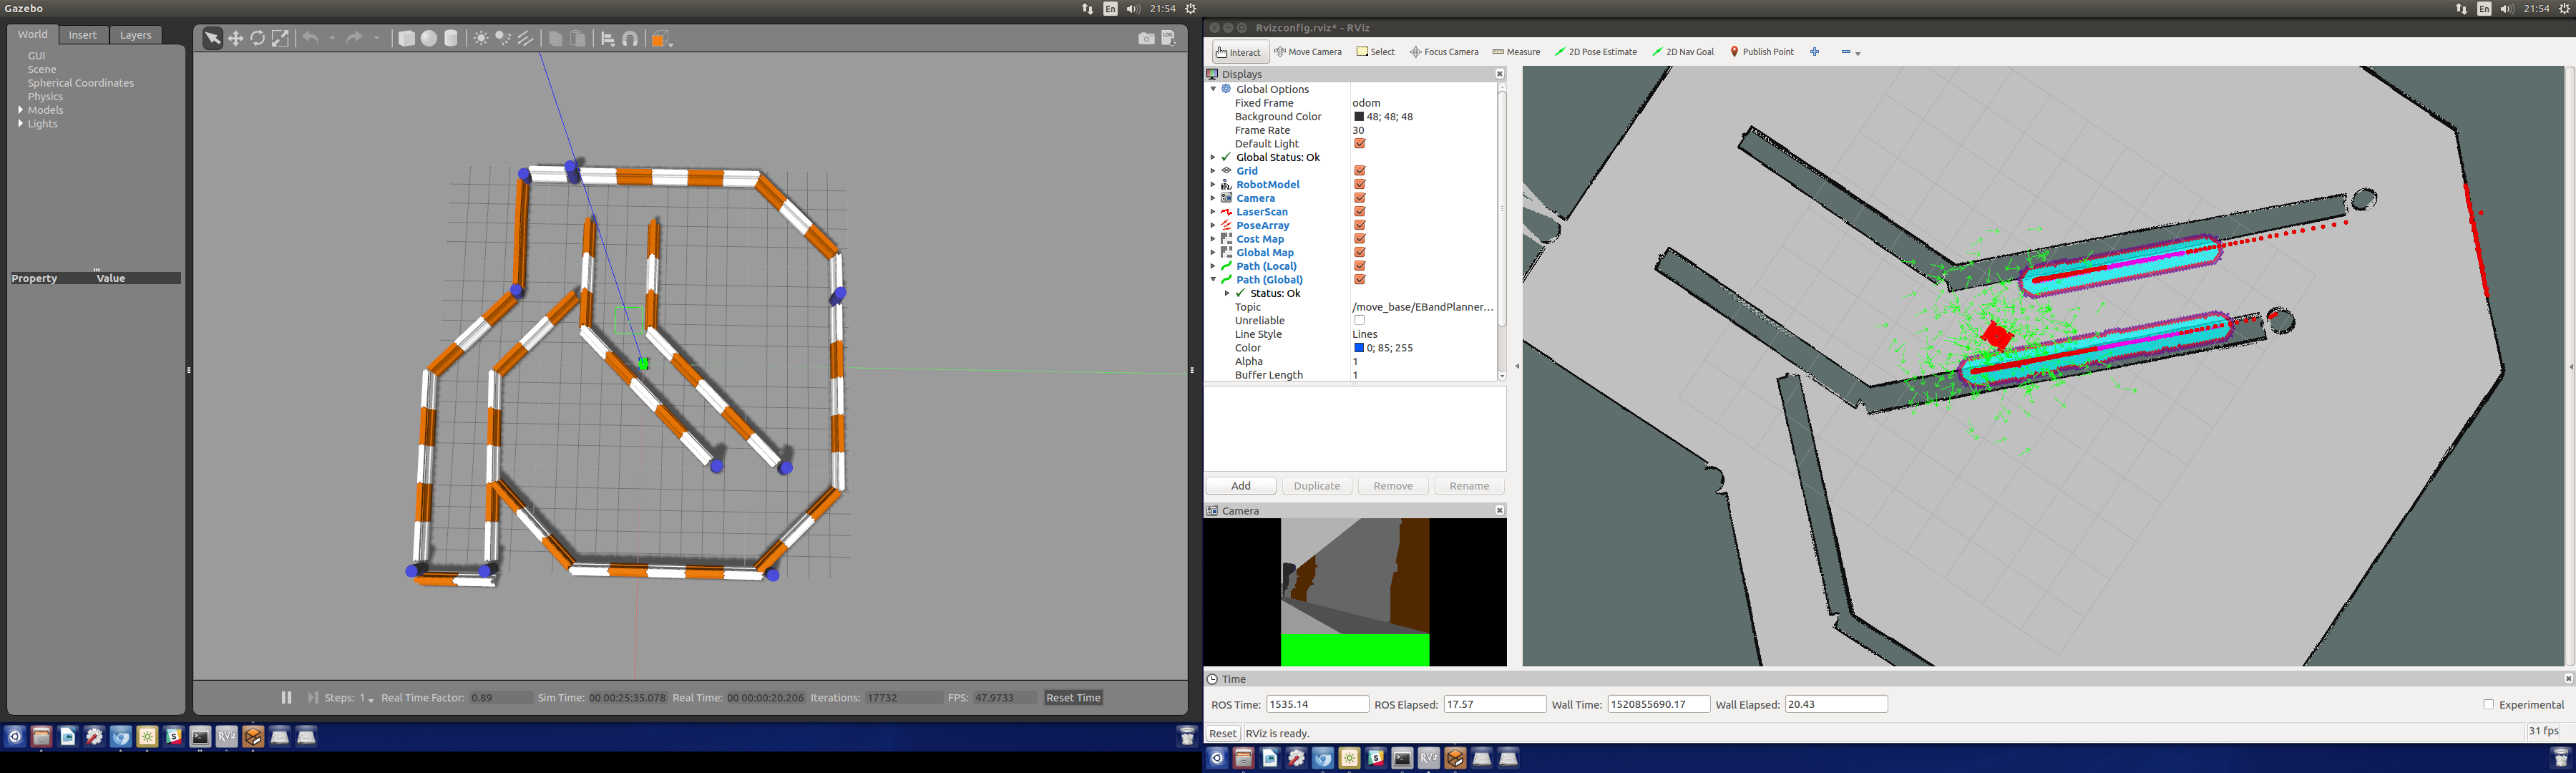 Gazebo
En
21:54
World
Insert
Layers
GUI
Scene
Spherical Coordinates
Physics
Models
Lights
Property
Value
LOG
Steps: 1
Real Time Factor: 0.89
Sim Time: 00 00:25:35.078
Real Time: 00 00:00:20.206
Iterations: 17732
FPS: 47.9733
Reset Time
RViz
En
21:54
Rvizconfig.rviz* - RViz
Interact
Move Camera
Select
Focus Camera
Measure
2D Pose Estimate
2D Nav Goal
Publish Point
Displays
Global Options
Fixed Frame odom
Background Color 48; 48; 48
Frame Rate 30
Default Light
Global Status: Ok
Grid
RobotModel
Camera
LaserScan
PoseArray
Cost Map
Global Map
Path (Local)
Path (Global)
Status: Ok
Topic /move_base/EBandPlanner...
Unreliable
Line Style Lines
Color 0; 85; 255
Alpha 1
Buffer Length 1
Add
Duplicate
Remove
Rename
Camera
Time
ROS Time: 1535.14
ROS Elapsed: 17.57
Wall Time: 1520855690.17
Wall Elapsed: 20.43
Experimental
Reset
RViz is ready.
31 fps
RViz